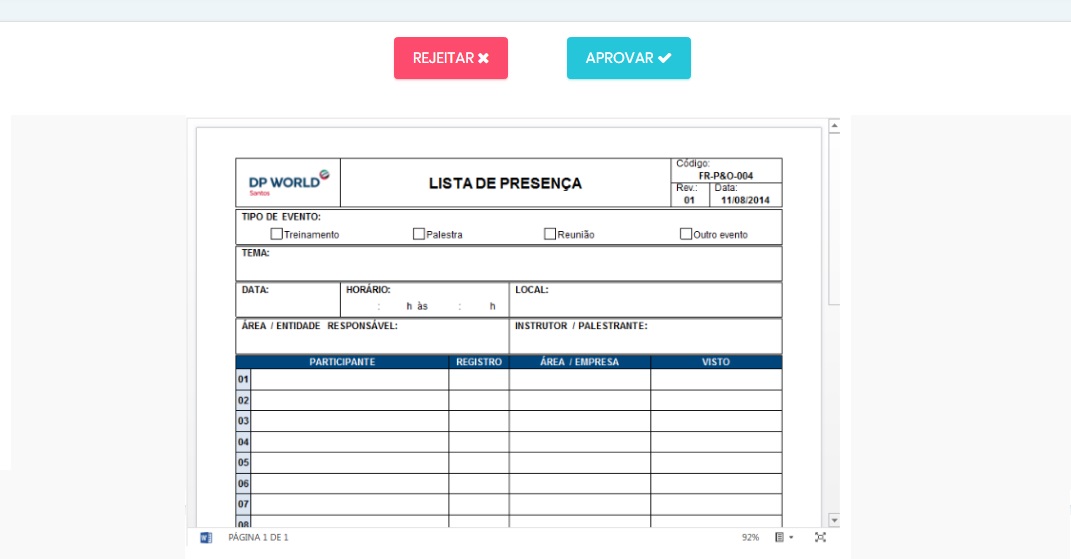 REJEITAR ✖
APROVAR ✔
DP WORLD
Santos
LISTA DE PRESENÇA
Código:
FR-P&O-004
Rev.:
01
Data:
11/08/2014
TIPO DE EVENTO:
Treinamento
Palestra
Reunião
Outro evento
TEMA:
DATA:
HORÁRIO:
: h às : h
LOCAL:
ÁREA / ENTIDADE RESPONSÁVEL:
INSTRUTOR / PALESTRANTE:
PARTICIPANTE REGISTRO ÁREA / EMPRESA VISTO
01
02
03
04
05
06
07
08
PÁGINA 1 DE 1
92%